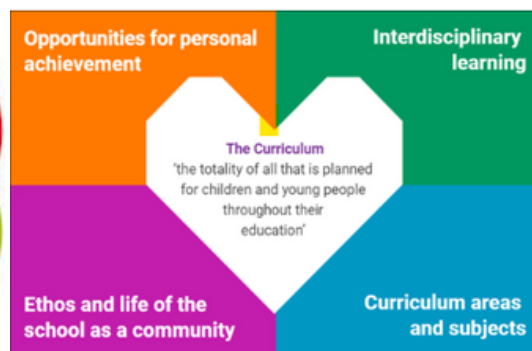 Opportunities for personal
achievement
Interdisciplinary
learning
The Curriculum
'the totality of all that is planned
for children and young people
throughout their
education'
Ethos and life of the
school as a community
Curriculum areas
and subjects